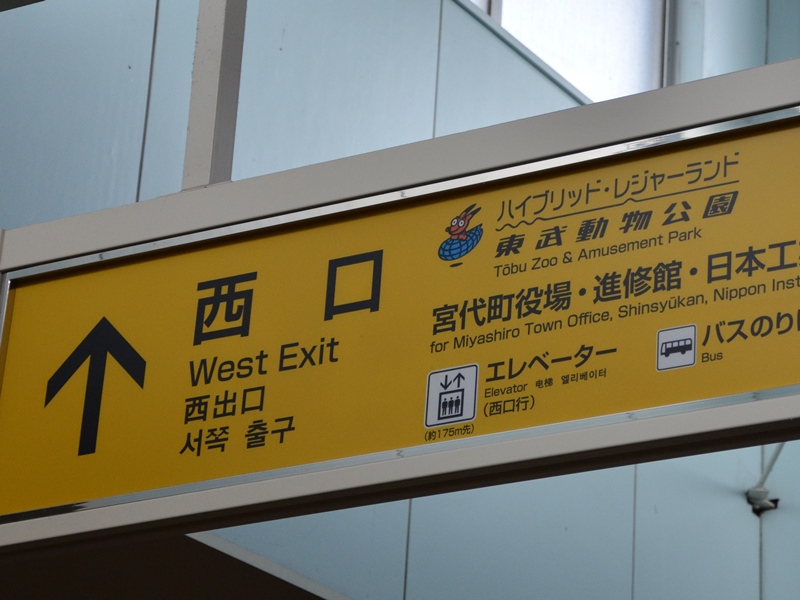 西 口
West Exit
西出口
서쪽 출구
ハイブリッド・レジャーランド
東武動物公園
Tōbu Zoo & Amusement Park
宮代町役場・進修館・日本工
for Miyashiro Town Office, Shinsyūkan, Nippon Inst
エレベーター
Elevator 电梯 엘리베이터
(西口行)
(約175m先)
バスのり
Bus